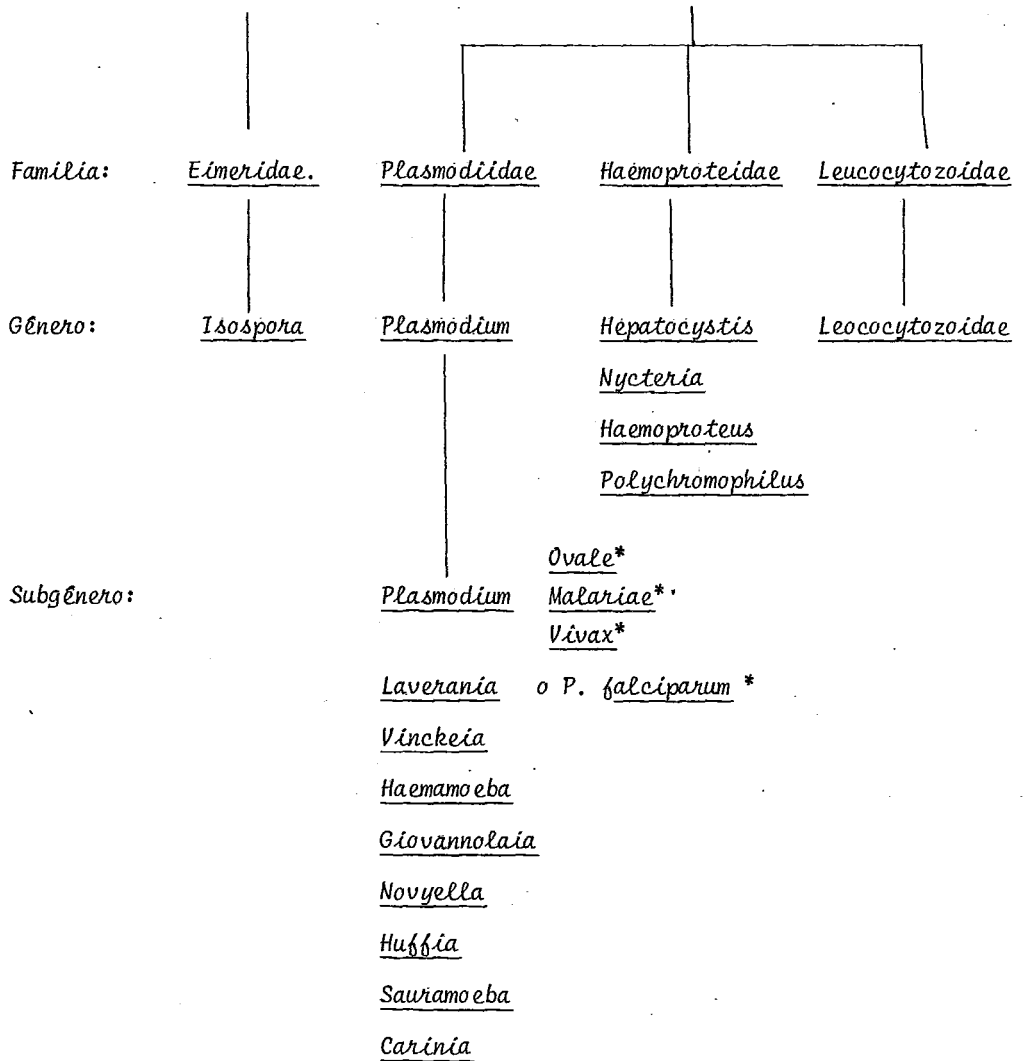 Familia: Eimeridae. Plasmodiidae Haemoproteidae Leucocytozoidae
Género: Isospora Plasmodium Hepatocystis Leococytozoidae
Nycteria
Haemoproteus
Polychromophilus
Ovale*
Subgénero: Plasmodium Malariae*
Vivax*
Laverania o P. falciparum *
Vinckeia
Haemamoeba
Giovannolaia
Novyella
Huffia
Sauramoeba
Carinia